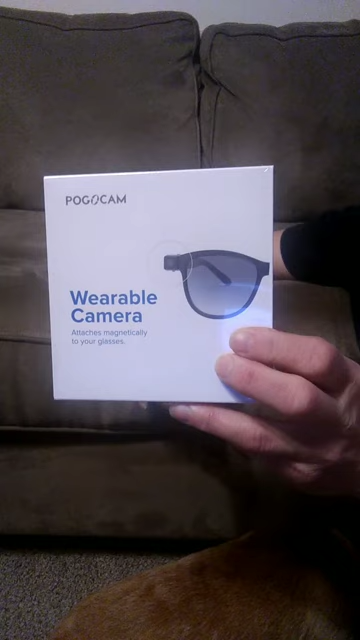 POGOCAM
Wearable
Camera
Attaches magnetically
to your glasses.